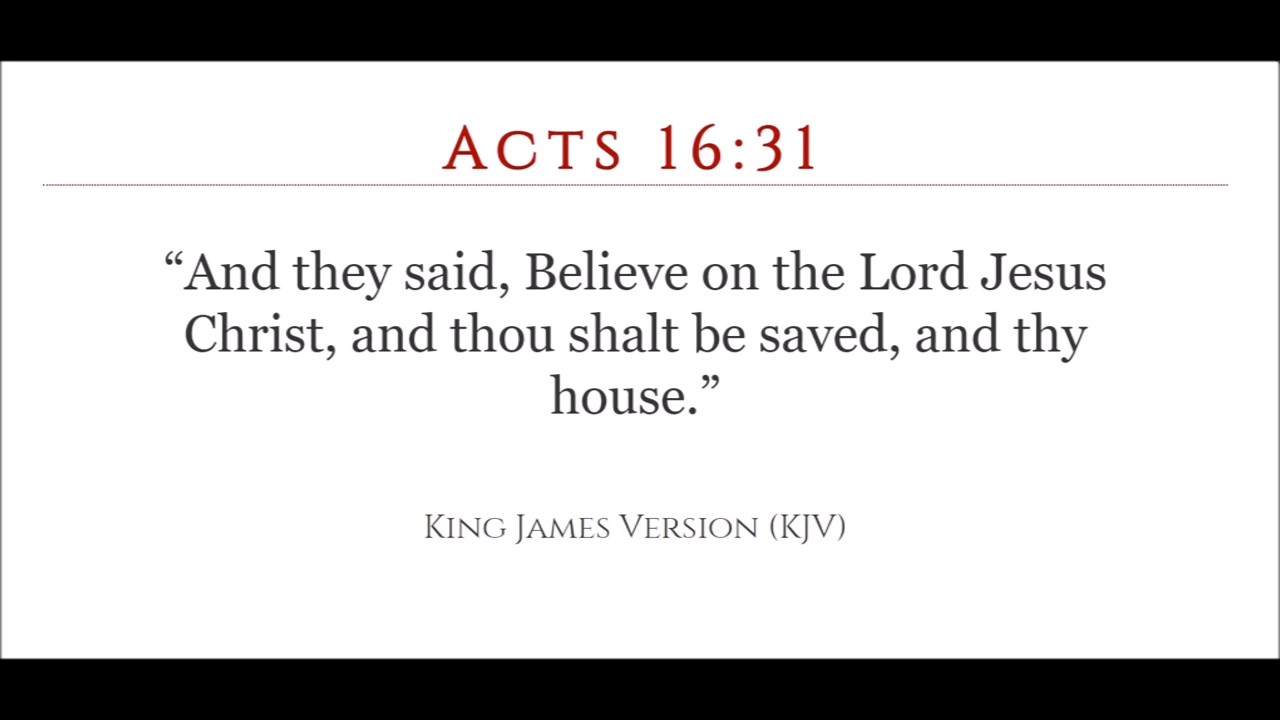 Acts 16:31
“And they said, Believe on the Lord Jesus
Christ, and thou shalt be saved, and thy
house.”
King James Version (KJV)